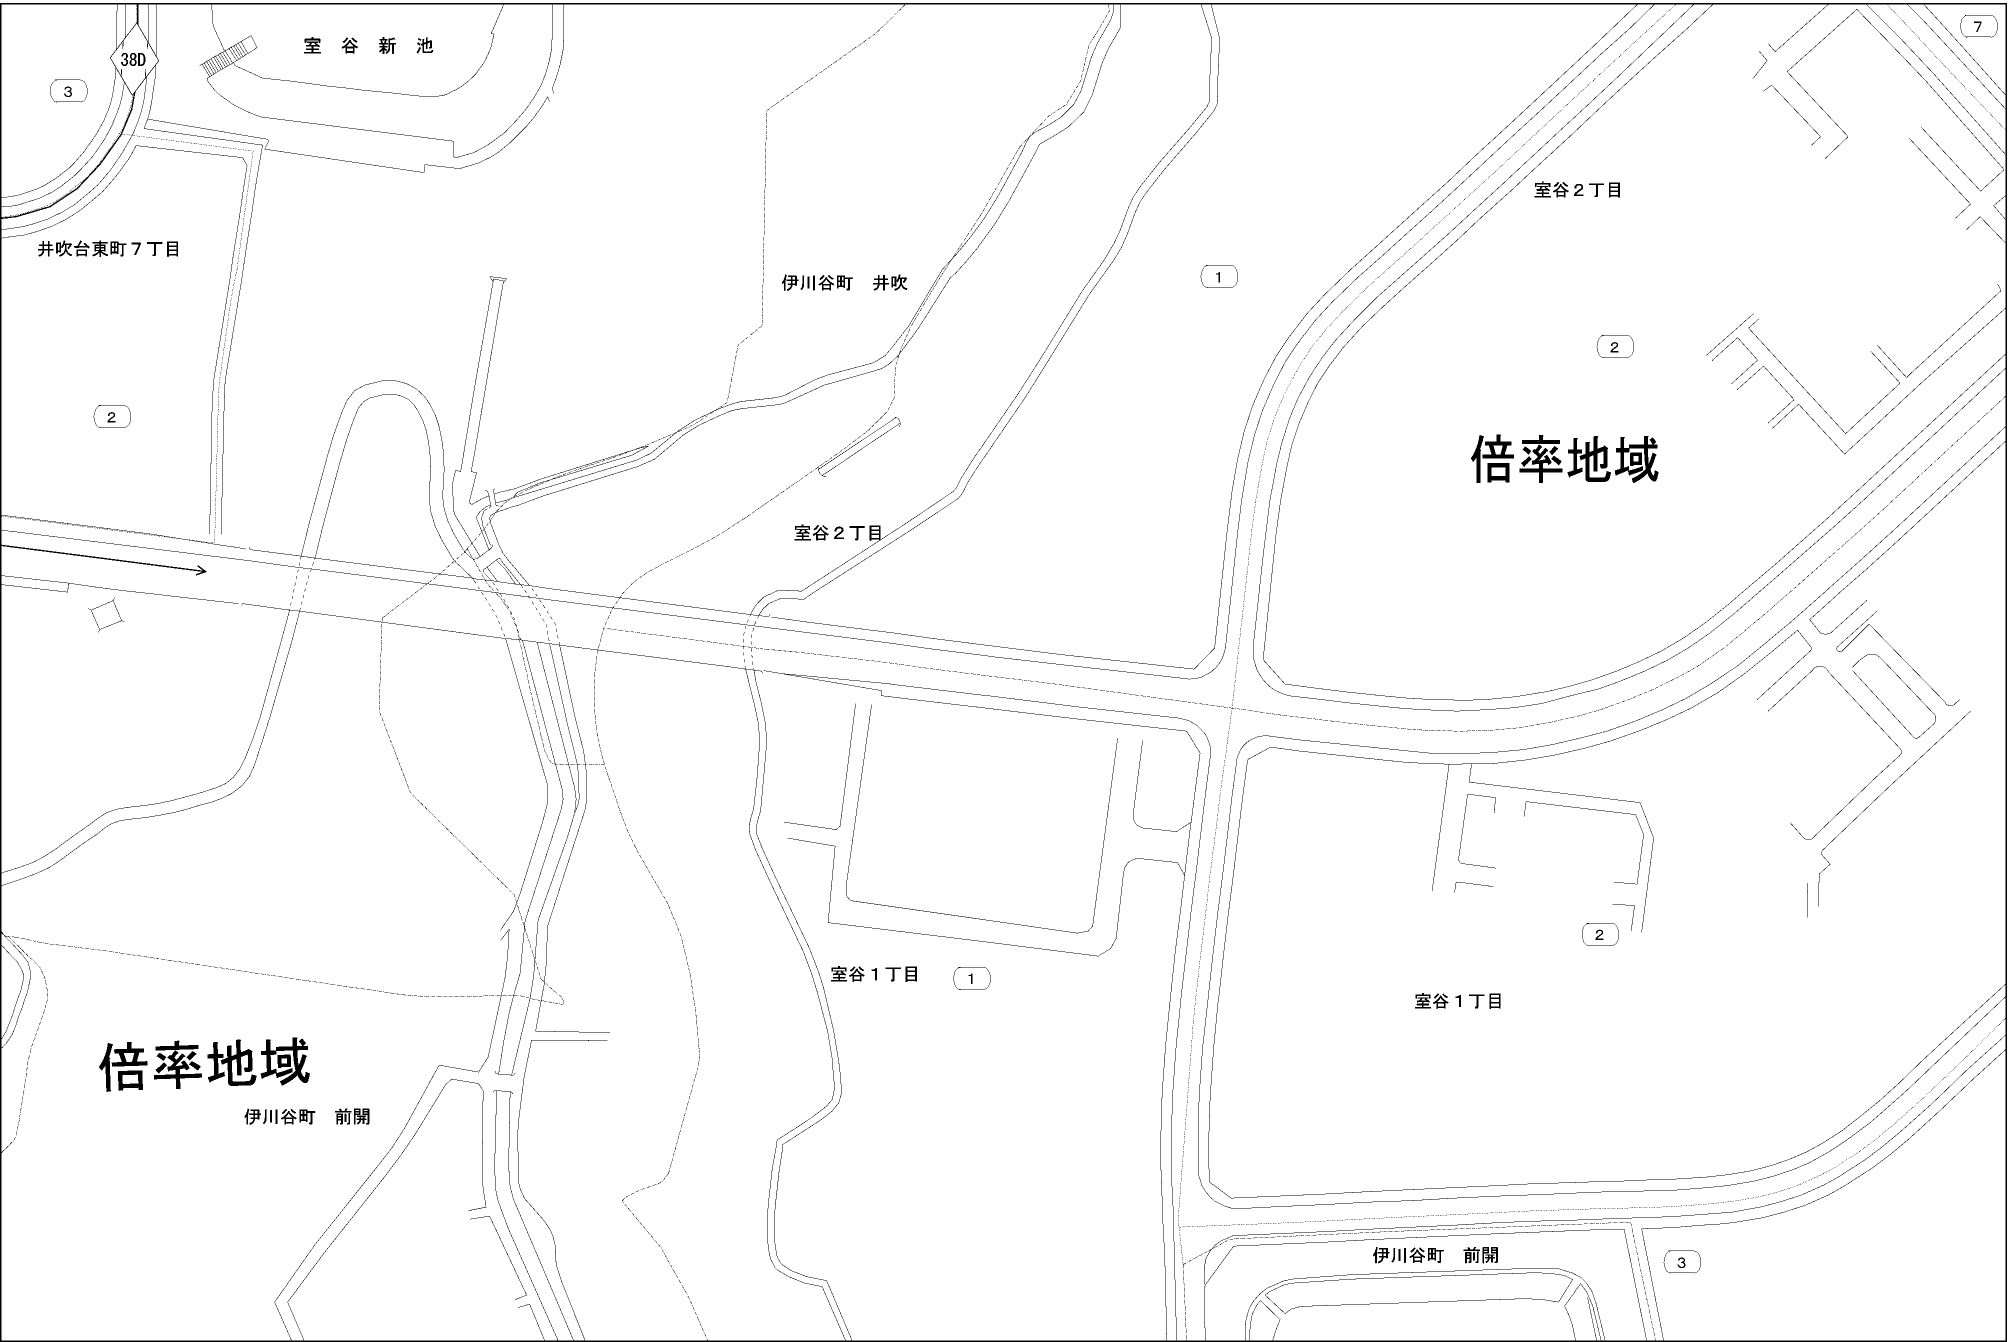 7
室谷新池
38D
3
室谷２丁目
井吹台東町７丁目
伊川谷町　井吹
1
2
2
倍率地域
室谷２丁目
2
室谷１丁目
1
室谷１丁目
倍率地域
伊川谷町　前開
伊川谷町　前開
3